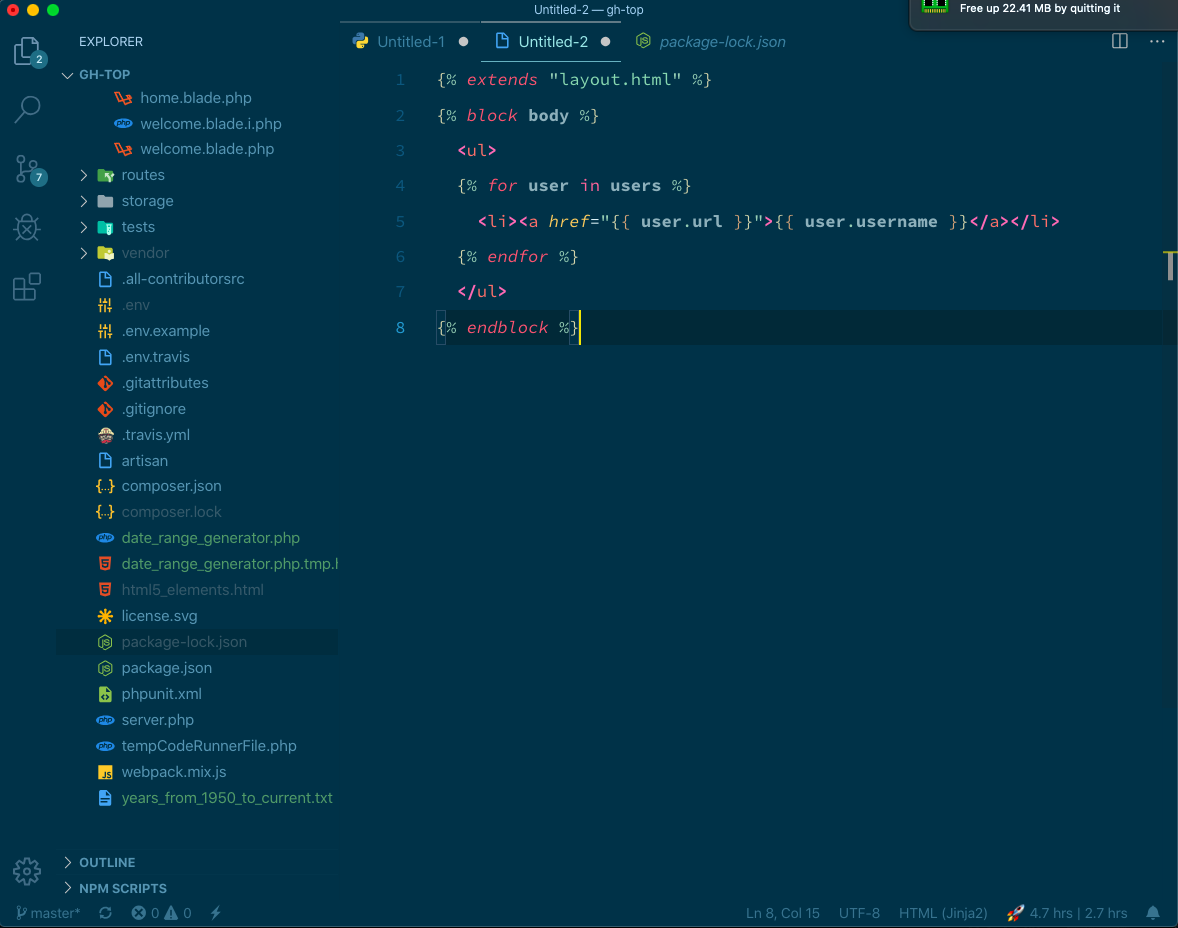 Untitled-2 — gh-top
Free up 22.41 MB by quitting it
EXPLORER
Untitled-1
Untitled-2
package-lock.json
2
GH-TOP
home.blade.php
welcome.blade.i.php
welcome.blade.php
routes
7
storage
tests
vendor
.all-contributorsrc
.env
.env.example
.env.travis
.gitattributes
.gitignore
.travis.yml
artisan
composer.json
composer.lock
date_range_generator.php
date_range_generator.php.tmp.l
html5_elements.html
license.svg
package-lock.json
package.json
phpunit.xml
server.php
tempCodeRunnerFile.php
webpack.mix.js
years_from_1950_to_current.txt
OUTLINE
NPM SCRIPTS
1 {% extends "layout.html" %}
2 {% block body %}
3 <ul>
4 {% for user in users %}
5 <li><a href="{{ user.url }}">{{ user.username }}</a></li>
6 {% endfor %}
7 </ul>
8 {% endblock %}
master* 0 0 Ln 8, Col 15 UTF-8 HTML (Jinja2) 4.7 hrs | 2.7 hrs